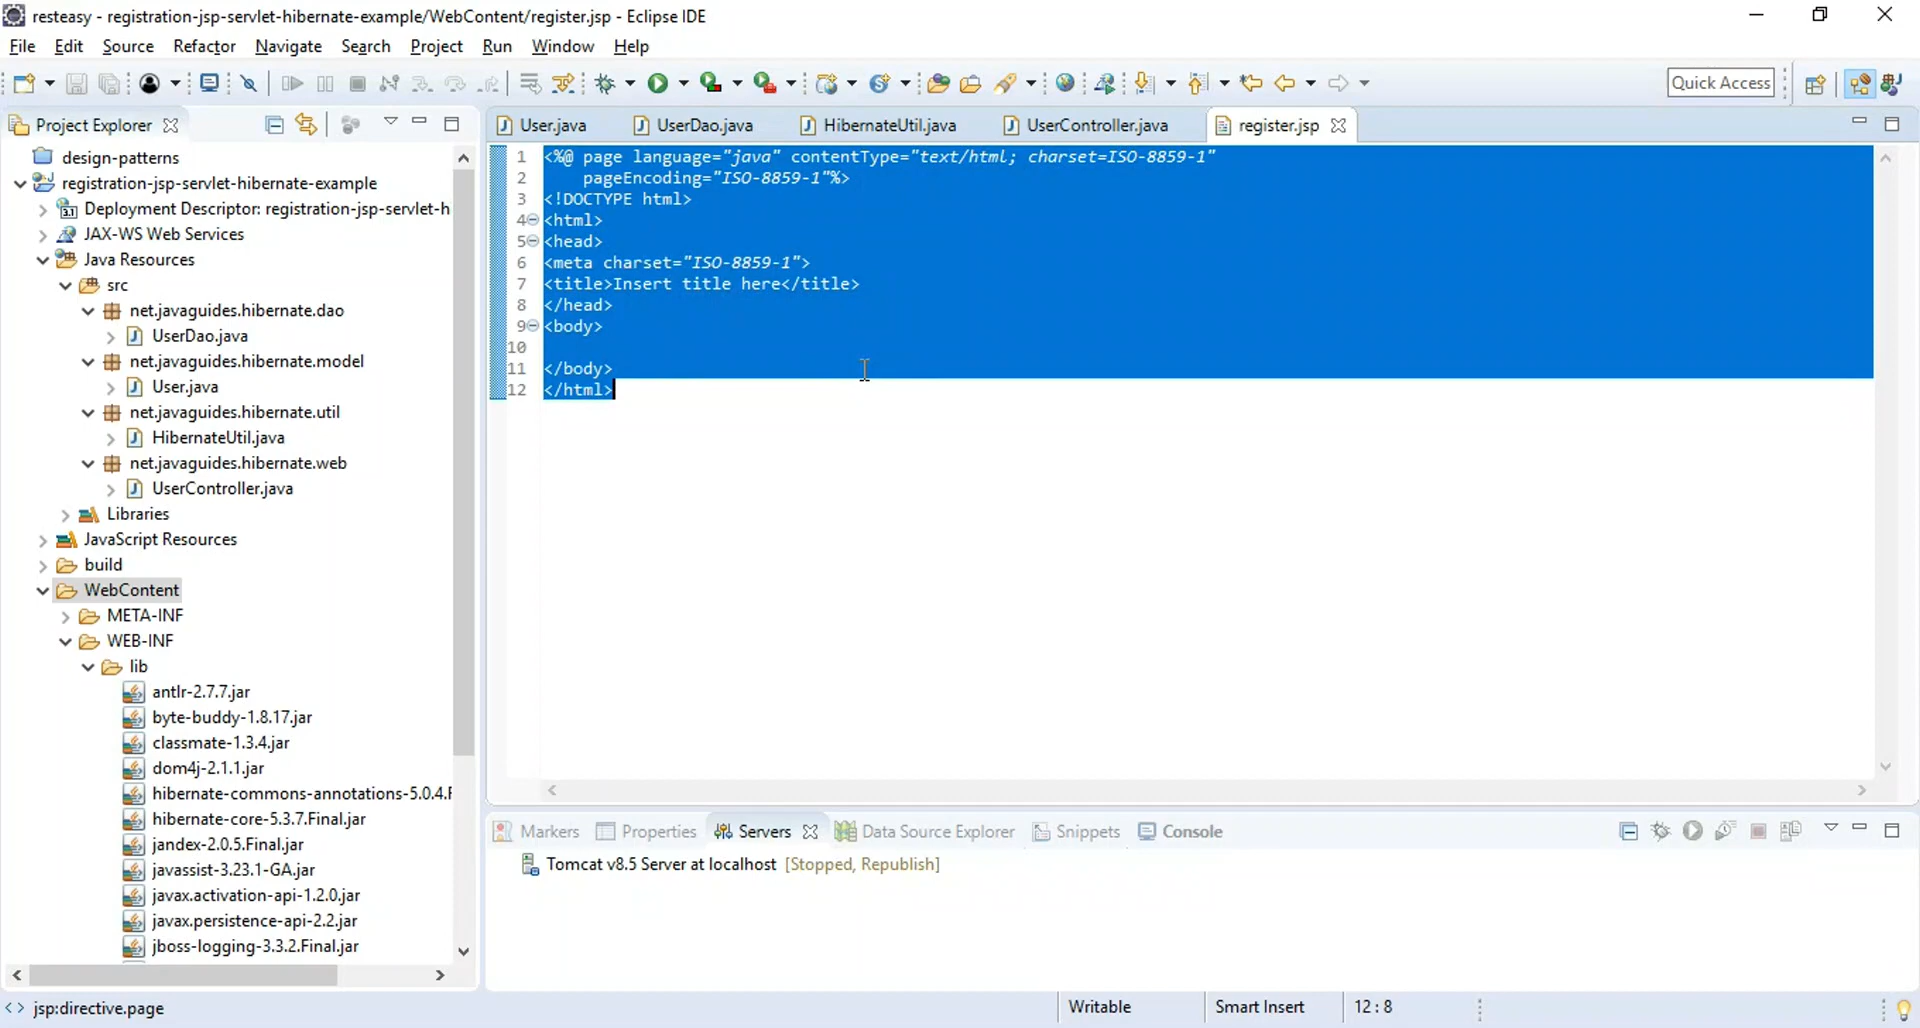 resteasy - registration-jsp-servlet-hibernate-example/WebContent/register.jsp - Eclipse IDE
File Edit Source Refactor Navigate Search Project Run Window Help
Quick Access
Project Explorer
design-patterns
registration-jsp-servlet-hibernate-example
3.1 Deployment Descriptor: registration-jsp-servlet-h
JAX-WS Web Services
Java Resources
src
net.javaguides.hibernate.dao
UserDao.java
net.javaguides.hibernate.model
User.java
net.javaguides.hibernate.util
HibernateUtil.java
net.javaguides.hibernate.web
UserController.java
Libraries
JavaScript Resources
build
WebContent
META-INF
WEB-INF
lib
antlr-2.7.7.jar
byte-buddy-1.8.17.jar
classmate-1.3.4.jar
dom4j-2.1.1.jar
hibernate-commons-annotations-5.0.4.F
hibernate-core-5.3.7.Final.jar
jandex-2.0.5.Final.jar
javassist-3.23.1-GA.jar
javax.activation-api-1.2.0.jar
javax.persistence-api-2.2.jar
jboss-logging-3.3.2.Final.jar
User.java UserDao.java HibernateUtil.java UserController.java register.jsp
1 <%@ page language="java" contentType="text/html; charset=ISO-8859-1"
2 pageEncoding="ISO-8859-1"%>
3 <!DOCTYPE html>
4 <html>
5 <head>
6 <meta charset="ISO-8859-1">
7 <title>Insert title here</title>
8 </head>
9 <body>
10
11 </body>
12 </html>
Markers Properties Servers Data Source Explorer Snippets Console
Tomcat v8.5 Server at localhost [Stopped, Republish]
jsp:directive.page Writable Smart Insert 12 : 8